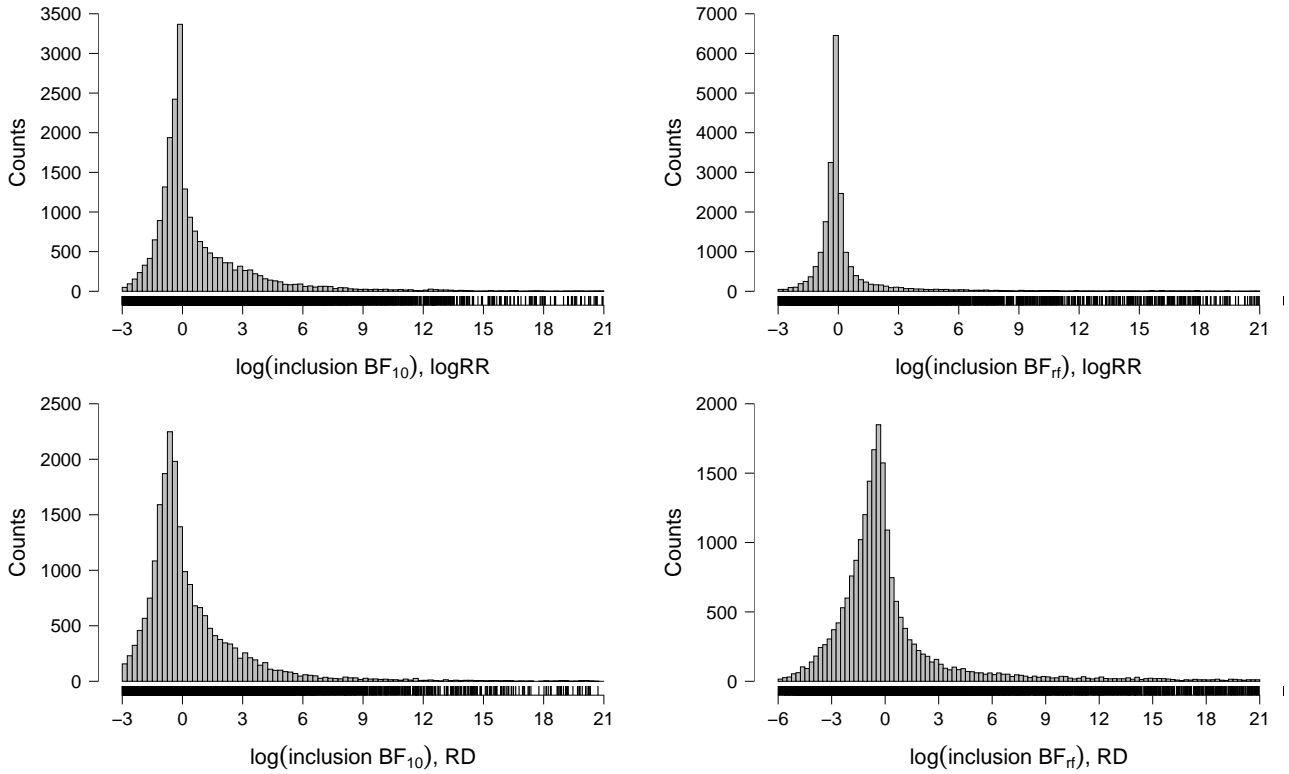 3500
3000
2500
2000
1500
1000
500
0
Counts
−3 0 3 6 9 12 15 18 21
log(inclusion BF10), logRR
7000
6000
5000
4000
3000
2000
1000
0
Counts
−3 0 3 6 9 12 15 18 21
log(inclusion BFrf), logRR
2500
2000
1500
1000
500
0
Counts
−3 0 3 6 9 12 15 18 21
log(inclusion BF10), RD
2000
1500
1000
500
0
Counts
−6 −3 0 3 6 9 12 15 18 21
log(inclusion BFrf), RD